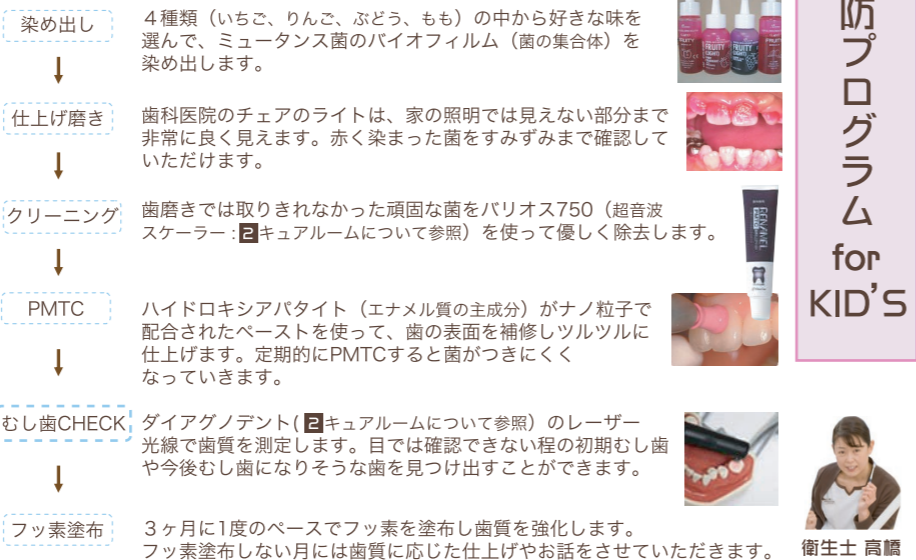 染め出し
４種類（いちご、りんご、ぶどう、もも）の中から好きな味を
選んで、ミュータンス菌のバイオフィルム（菌の集合体）を
染め出します。
仕上げ磨き
歯科医院のチェアのライトは、家の照明では見えない部分まで
非常に良く見えます。赤く染まった菌をすみずみまで確認して
いただけます。
クリーニング
歯磨きでは取りきれなかった頑固な菌をバリオス750（超音波
スケーラー：2キュアルームについて参照）を使って優しく除去します。
PMTC
ハイドロキシアパタイト（エナメル質の主成分）がナノ粒子で
配合されたペーストを使って、歯の表面を補修しツルツルに
仕上げます。定期的にPMTCすると菌がつきにくく
なっていきます。
むし歯CHECK
ダイアグノデント(2キュアルームについて参照）のレーザー
光線で歯質を測定します。目では確認できない程の初期むし歯
や今後むし歯になりそうな歯を見つけ出すことができます。
フッ素塗布
３ヶ月に1度のペースでフッ素を塗布し歯質を強化します。
フッ素塗布しない月には歯質に応じた仕上げやお話をさせていただきます。
防プログラム
for
KID'S
FRUITY
FRUITY
RENAMEL
衛生士 高橋